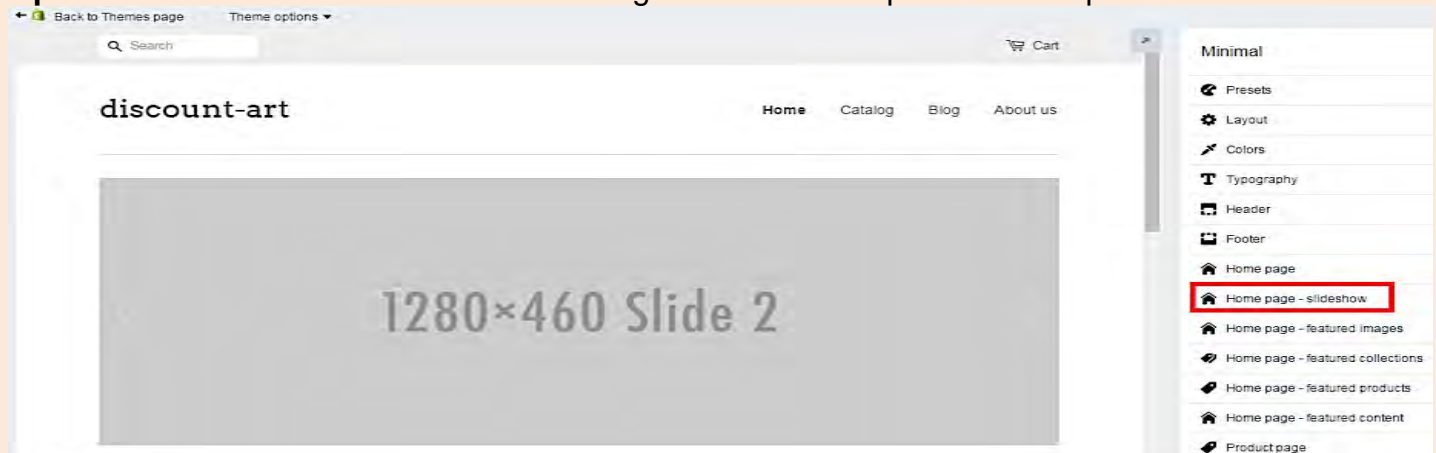 Back to Themes page Theme options
Search Cart
discount-art
Home Catalog Blog About us
1280×460 Slide 2
Minimal
Presets
Layout
Colors
Typography
Header
Footer
Home page
Home page - slideshow
Home page - featured images
Home page - featured collections
Home page - featured products
Home page - featured content
Product page